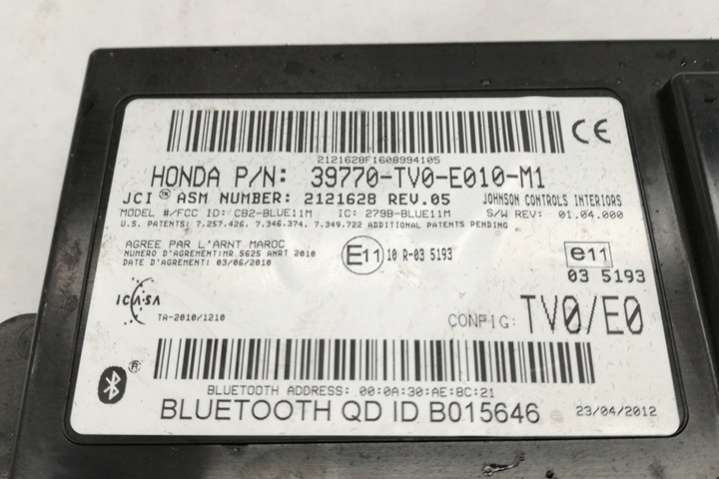 2121628F1608994105
CE
HONDA P/N: 39770-TV0-E010-M1
JCI ASM NUMBER: 2121628 REV.05 JOHNSON CONTROLS INTERIORS
MODEL #/FCC ID: CB2-BLUE11M IC: 279B-BLUE11M S/W REV: 01.04.000
U.S. PATENTS: 7.257.426. 7.346.374. 7.349.722 ADDITIONAL PATENTS PENDING
AGREE PAR L'ARNT MAROC
NUMERO D'AGREMENT:MR 5625 ANRT 2010
DATE D'AGREMENT: 03/06/2010
E11 10 R-03 5193
e11
03 5193
ICASA
TA-2010/1210
CONFIG: TV0/E0
®
BLUETOOTH ADDRESS: 00:0A:30:AE:8C:21
BLUETOOTH QD ID B015646 23/04/2012